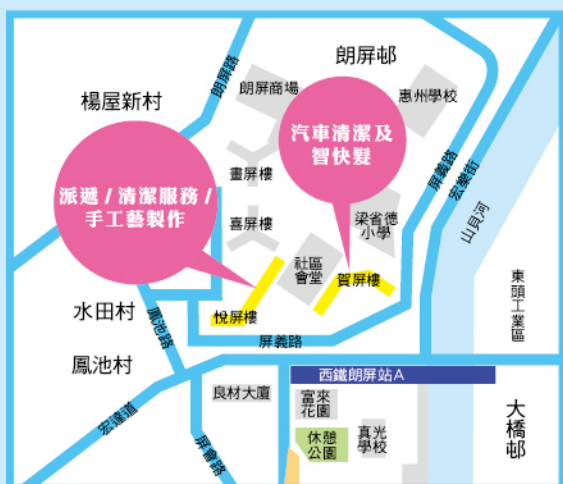 朗屏邨
朗屏路
朗屏商場
惠州學校
楊屋新村
汽車清潔及
智快髮
畫屏樓
屏義路
宏樂街
派遞 / 清潔服務 /
手工藝製作
喜屏樓
梁省德
小學
山貝河
社區
會堂
賀屏樓
東頭工業區
水田村
鳳池路
悅屏樓
屏義路
鳳池村
西鐵朗屏站A
良材大廈
富來
花園
大橋
邨
宏達道
屏會路
休憩
公園
真光
學校